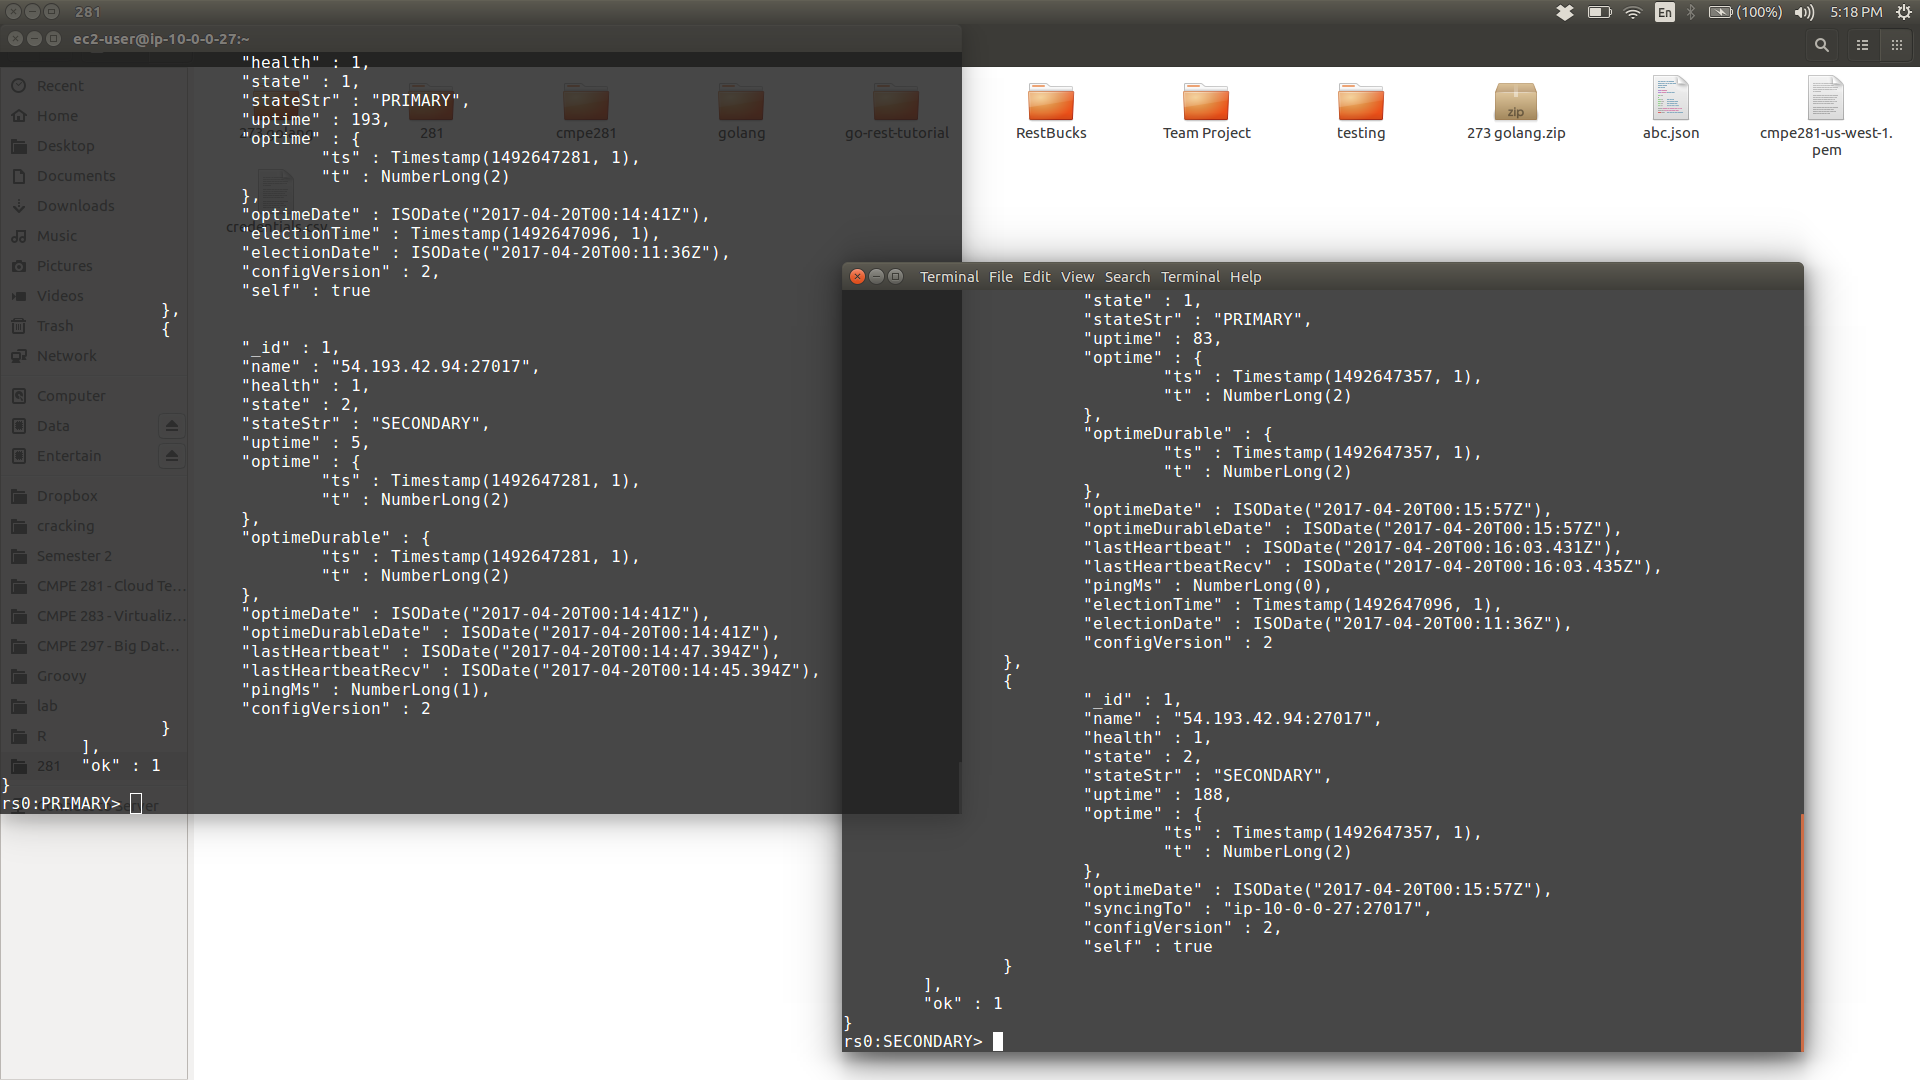 281
En
(100%)
5:18 PM
ec2-user@ip-10-0-0-27:~
Recent
Home
Desktop
Documents
Downloads
Music
Pictures
Videos
Trash
Network
Computer
Data
Entertain
Dropbox
cracking
Semester 2
CMPE 281 - Cloud Te...
CMPE 283 - Virtualiz...
CMPE 297 - Big Dat...
Groovy
lab
R
281
273 golang
281
cmpe281
golang
go-rest-tutorial
RestBucks
Team Project
testing
zip
273 golang.zip
abc.json
cmpe281-us-west-1.
pem
"health" : 1,
"state" : 1,
"stateStr" : "PRIMARY",
"uptime" : 193,
"optime" : {
"ts" : Timestamp(1492647281, 1),
"t" : NumberLong(2)
},
"optimeDate" : ISODate("2017-04-20T00:14:41Z"),
"electionTime" : Timestamp(1492647096, 1),
"electionDate" : ISODate("2017-04-20T00:11:36Z"),
"configVersion" : 2,
"self" : true
},
{
"_id" : 1,
"name" : "54.193.42.94:27017",
"health" : 1,
"state" : 2,
"stateStr" : "SECONDARY",
"uptime" : 5,
"optime" : {
"ts" : Timestamp(1492647281, 1),
"t" : NumberLong(2)
},
"optimeDurable" : {
"ts" : Timestamp(1492647281, 1),
"t" : NumberLong(2)
},
"optimeDate" : ISODate("2017-04-20T00:14:41Z"),
"optimeDurableDate" : ISODate("2017-04-20T00:14:41Z"),
"lastHeartbeat" : ISODate("2017-04-20T00:14:47.394Z"),
"lastHeartbeatRecv" : ISODate("2017-04-20T00:14:45.394Z"),
"pingMs" : NumberLong(1),
"configVersion" : 2
}
],
"ok" : 1
}
rs0:PRIMARY>
Terminal File Edit View Search Terminal Help
"state" : 1,
"stateStr" : "PRIMARY",
"uptime" : 83,
"optime" : {
"ts" : Timestamp(1492647357, 1),
"t" : NumberLong(2)
},
"optimeDurable" : {
"ts" : Timestamp(1492647357, 1),
"t" : NumberLong(2)
},
"optimeDate" : ISODate("2017-04-20T00:15:57Z"),
"optimeDurableDate" : ISODate("2017-04-20T00:15:57Z"),
"lastHeartbeat" : ISODate("2017-04-20T00:16:03.431Z"),
"lastHeartbeatRecv" : ISODate("2017-04-20T00:16:03.435Z"),
"pingMs" : NumberLong(0),
"electionTime" : Timestamp(1492647096, 1),
"electionDate" : ISODate("2017-04-20T00:11:36Z"),
"configVersion" : 2
},
{
"_id" : 1,
"name" : "54.193.42.94:27017",
"health" : 1,
"state" : 2,
"stateStr" : "SECONDARY",
"uptime" : 188,
"optime" : {
"ts" : Timestamp(1492647357, 1),
"t" : NumberLong(2)
},
"optimeDate" : ISODate("2017-04-20T00:15:57Z"),
"syncingTo" : "ip-10-0-0-27:27017",
"configVersion" : 2,
"self" : true
}
],
"ok" : 1
}
rs0:SECONDARY>